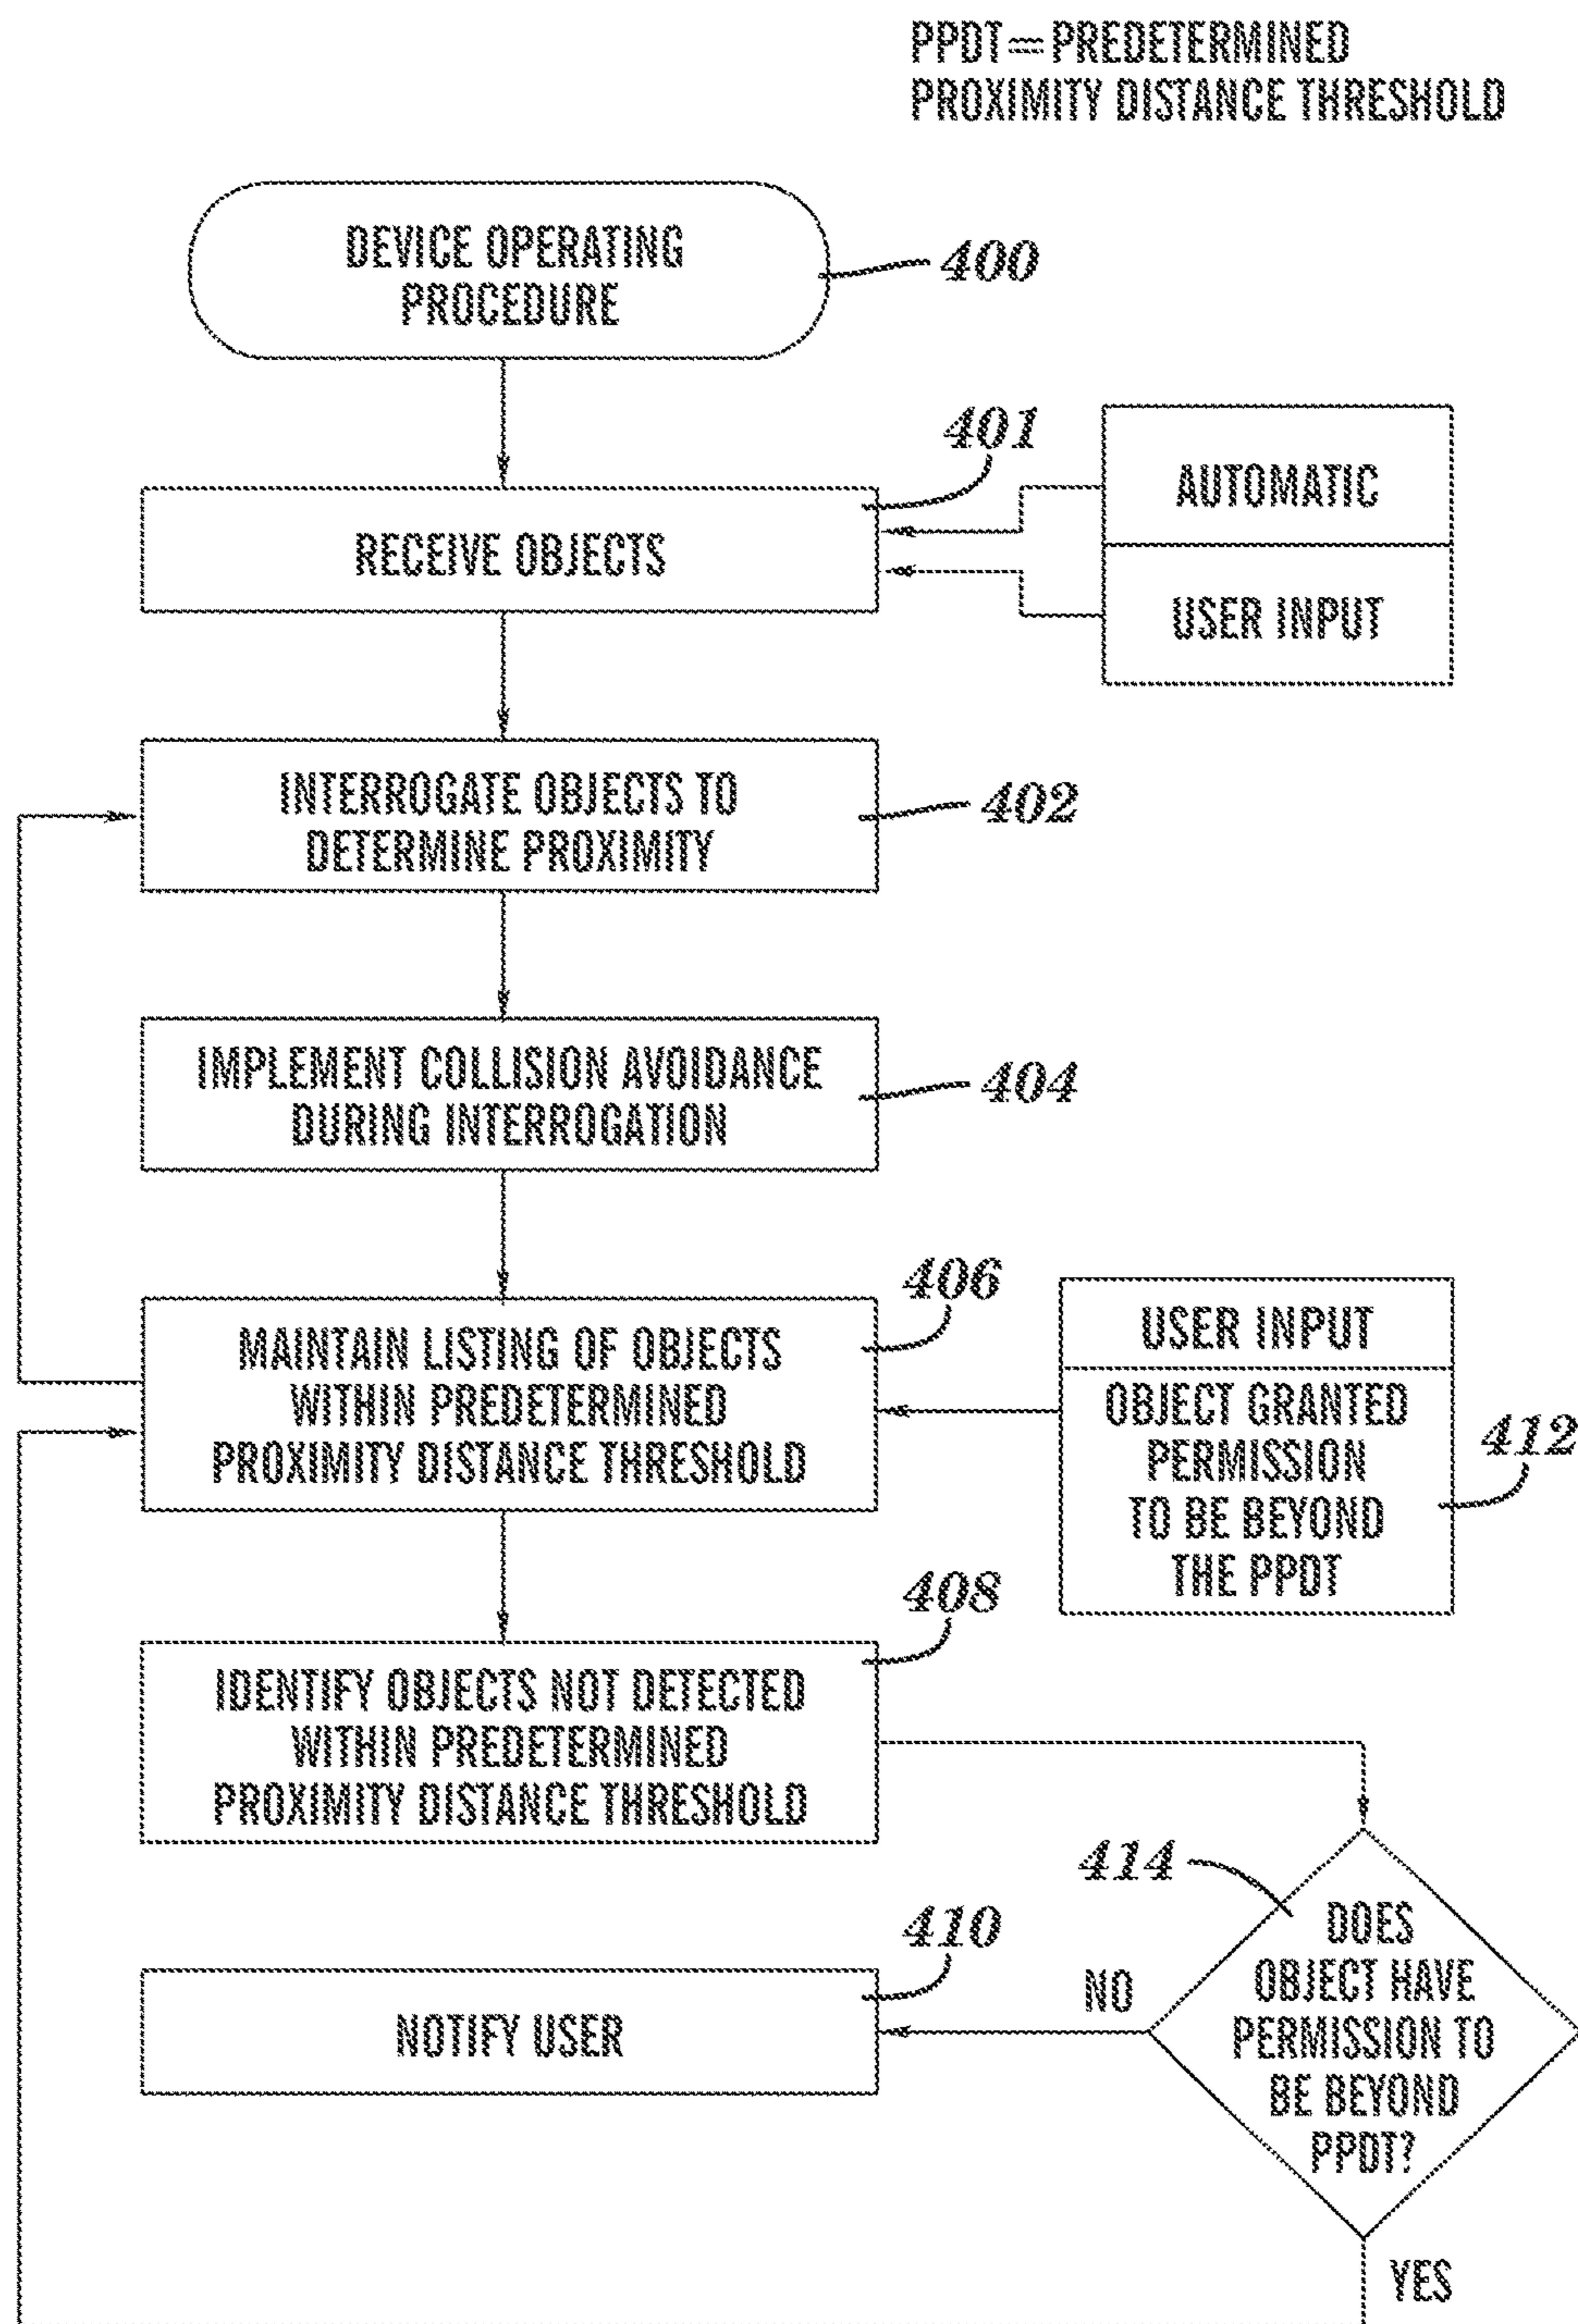 PPDT=PREDETERMINED
PROXIMITY DISTANCE THRESHOLD
DEVICE OPERATING
PROCEDURE
400
401
RECEIVE OBJECTS
AUTOMATIC
USER INPUT
INTERROGATE OBJECTS TO
DETERMINE PROXIMITY
402
IMPLEMENT COLLISION AVOIDANCE
DURING INTERROGATION
404
406
MAINTAIN LISTING OF OBJECTS
WITHIN PREDETERMINED
PROXIMITY DISTANCE THRESHOLD
USER INPUT
OBJECT GRANTED
PERMISSION
TO BE BEYOND
THE PPDT
412
408
IDENTIFY OBJECTS NOT DETECTED
WITHIN PREDETERMINED
PROXIMITY DISTANCE THRESHOLD
414
DOES
OBJECT HAVE
PERMISSION TO
BE BEYOND
PPDT?
410
NO
NOTIFY USER
YES